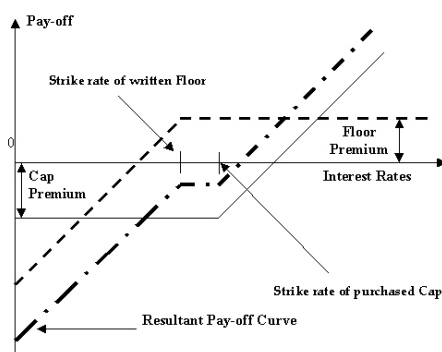 Pay-off
Strike rate of written Floor
0
Floor
Premium
Cap
Premium
Interest Rates
Strike rate of purchased Cap
Resultant Pay-off Curve